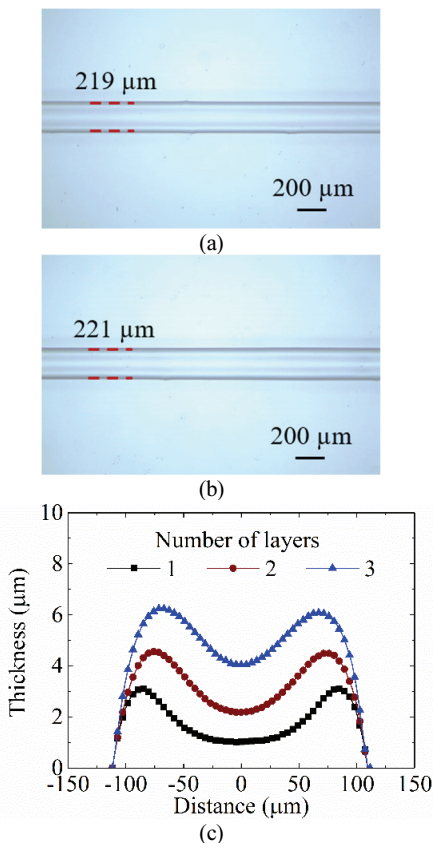 219 µm
200 µm
(a)
221 µm
200 µm
(b)
10
8
6
4
2
0
Thickness (µm)
Number of layers
1 2 3
-150 -100 -50 0 50 100 150
Distance (µm)
(c)